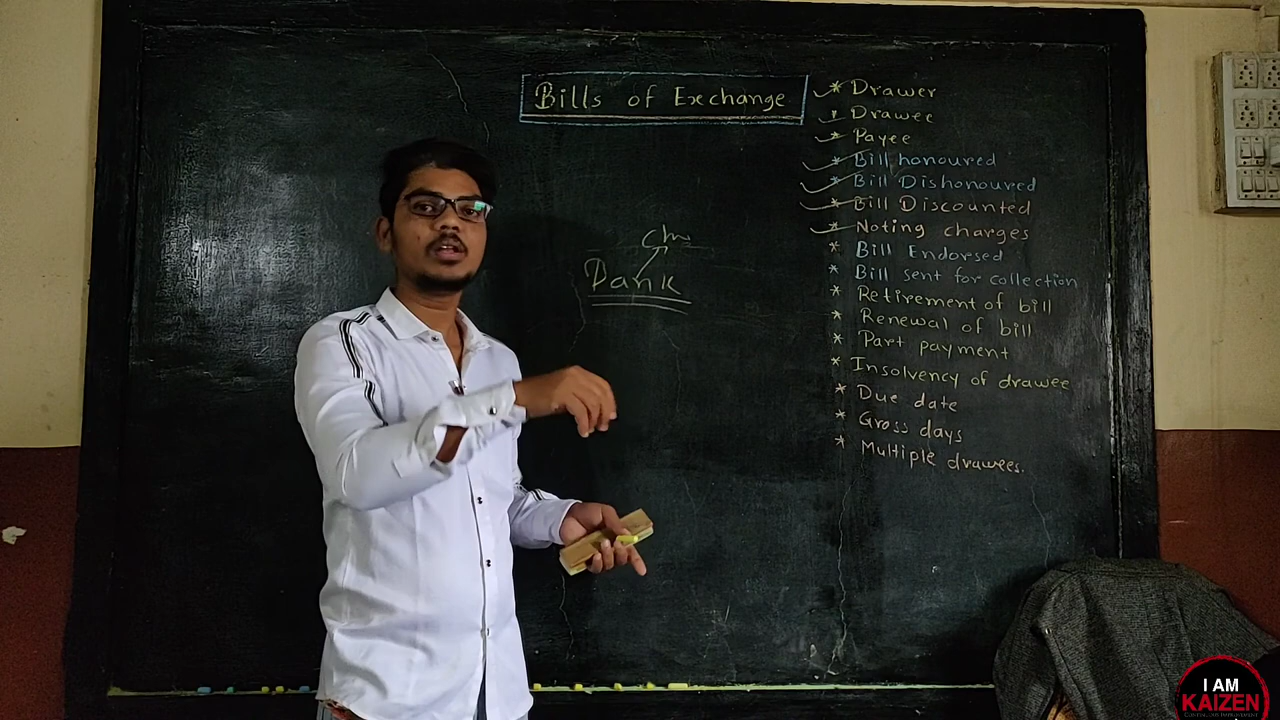 Bills of Exchange
* Drawer
* Drawee
* Payee
* Bill honoured
* Bill Dishonoured
* Bill Discounted
* Noting charges
* Bill Endorsed
* Bill sent for collection
* Retirement of bill
* Renewal of bill
* Part payment
* Insolvency of drawee
* Due date
* Gross days
* Multiple drawees.
Bank
I AM
KAIZEN